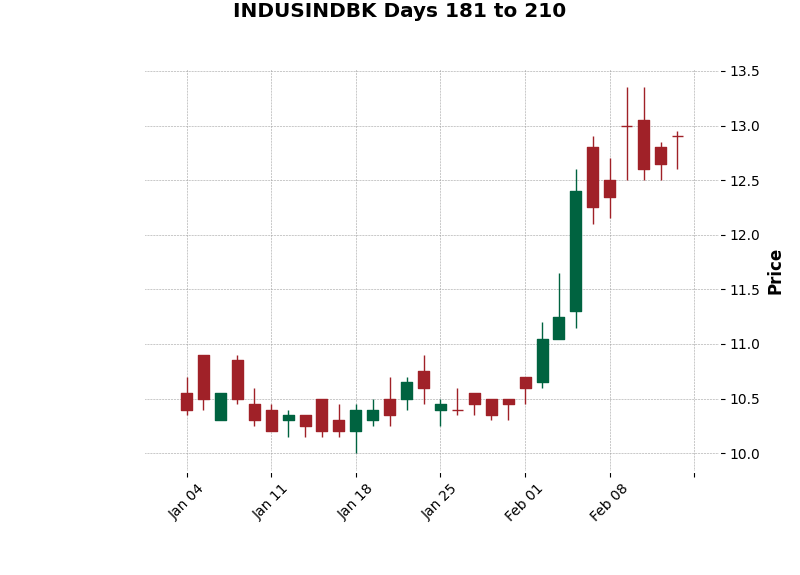 INDUSINDBK Days 181 to 210
13.5
13.0
12.5
12.0
11.5
11.0
10.5
10.0
Price
Jan 04
Jan 11
Jan 18
Jan 25
Feb 01
Feb 08